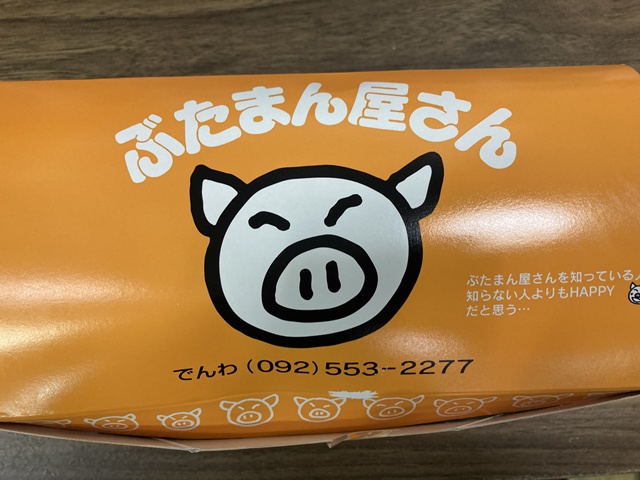 ぶたまん屋さん
ぶたまん屋さんを知っている人
知らない人よりもHAPPY
だと思う…
でんわ (092) 553-2277